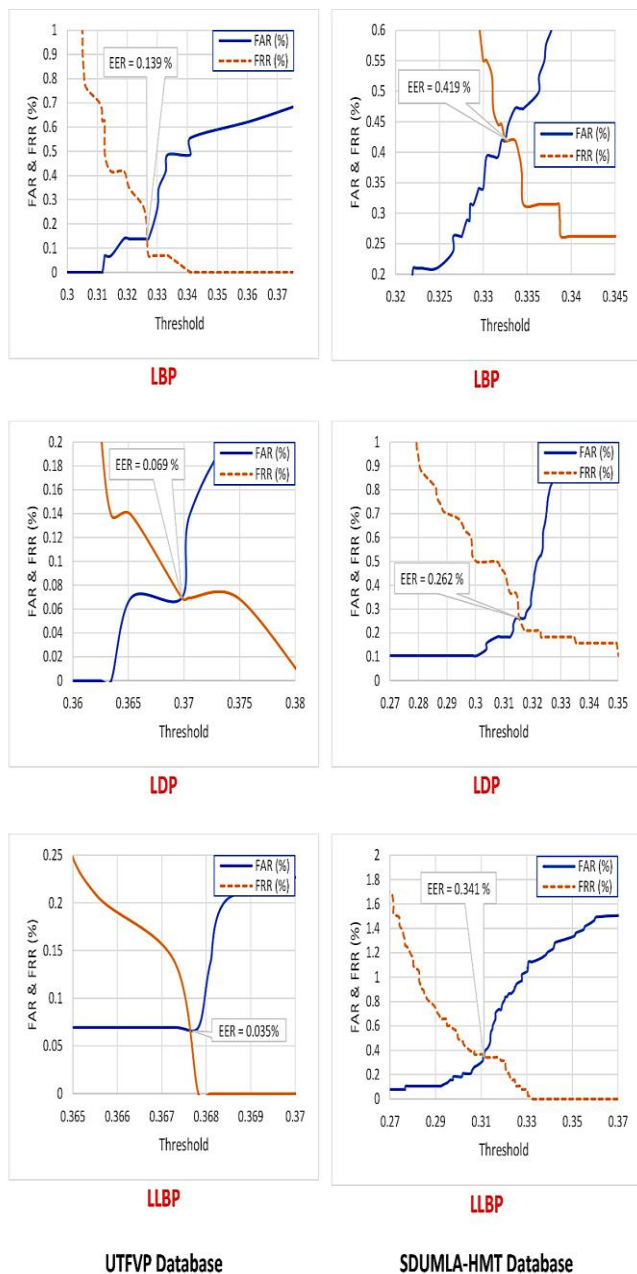 1
0.9
0.8
0.7
0.6
0.5
0.4
0.3
0.2
0.1
0
FAR & FRR (%)
EER = 0.139 %
FAR (%)
FRR (%)
0.3 0.31 0.32 0.33 0.34 0.35 0.36 0.37
Threshold
LBP
0.6
0.55
0.5
0.45
0.4
0.35
0.3
0.25
0.2
FAR & FRR (%)
EER = 0.419 %
FAR (%)
FRR (%)
0.32 0.325 0.33 0.335 0.34 0.345
Threshold
LBP
0.2
0.18
0.16
0.14
0.12
0.1
0.08
0.06
0.04
0.02
0
FAR & FRR (%)
EER = 0.069 %
FAR (%)
FRR (%)
0.36 0.365 0.37 0.375 0.38
Threshold
LDP
1
0.9
0.8
0.7
0.6
0.5
0.4
0.3
0.2
0.1
0
FAR & FRR (%)
EER = 0.262 %
FAR (%)
FRR (%)
0.27 0.28 0.29 0.3 0.31 0.32 0.33 0.34 0.35
Threshold
LDP
0.25
0.2
0.15
0.1
0.05
0
FAR & FRR (%)
EER = 0.035%
FAR (%)
FRR (%)
0.365 0.366 0.367 0.368 0.369 0.37
Threshold
LLBP
2
1.8
1.6
1.4
1.2
1
0.8
0.6
0.4
0.2
0
FAR & FRR (%)
EER = 0.341 %
FAR (%)
FRR (%)
0.27 0.29 0.31 0.33 0.35 0.37
Threshold
LLBP
UTFVP Database
SDUMLA-HMT Database